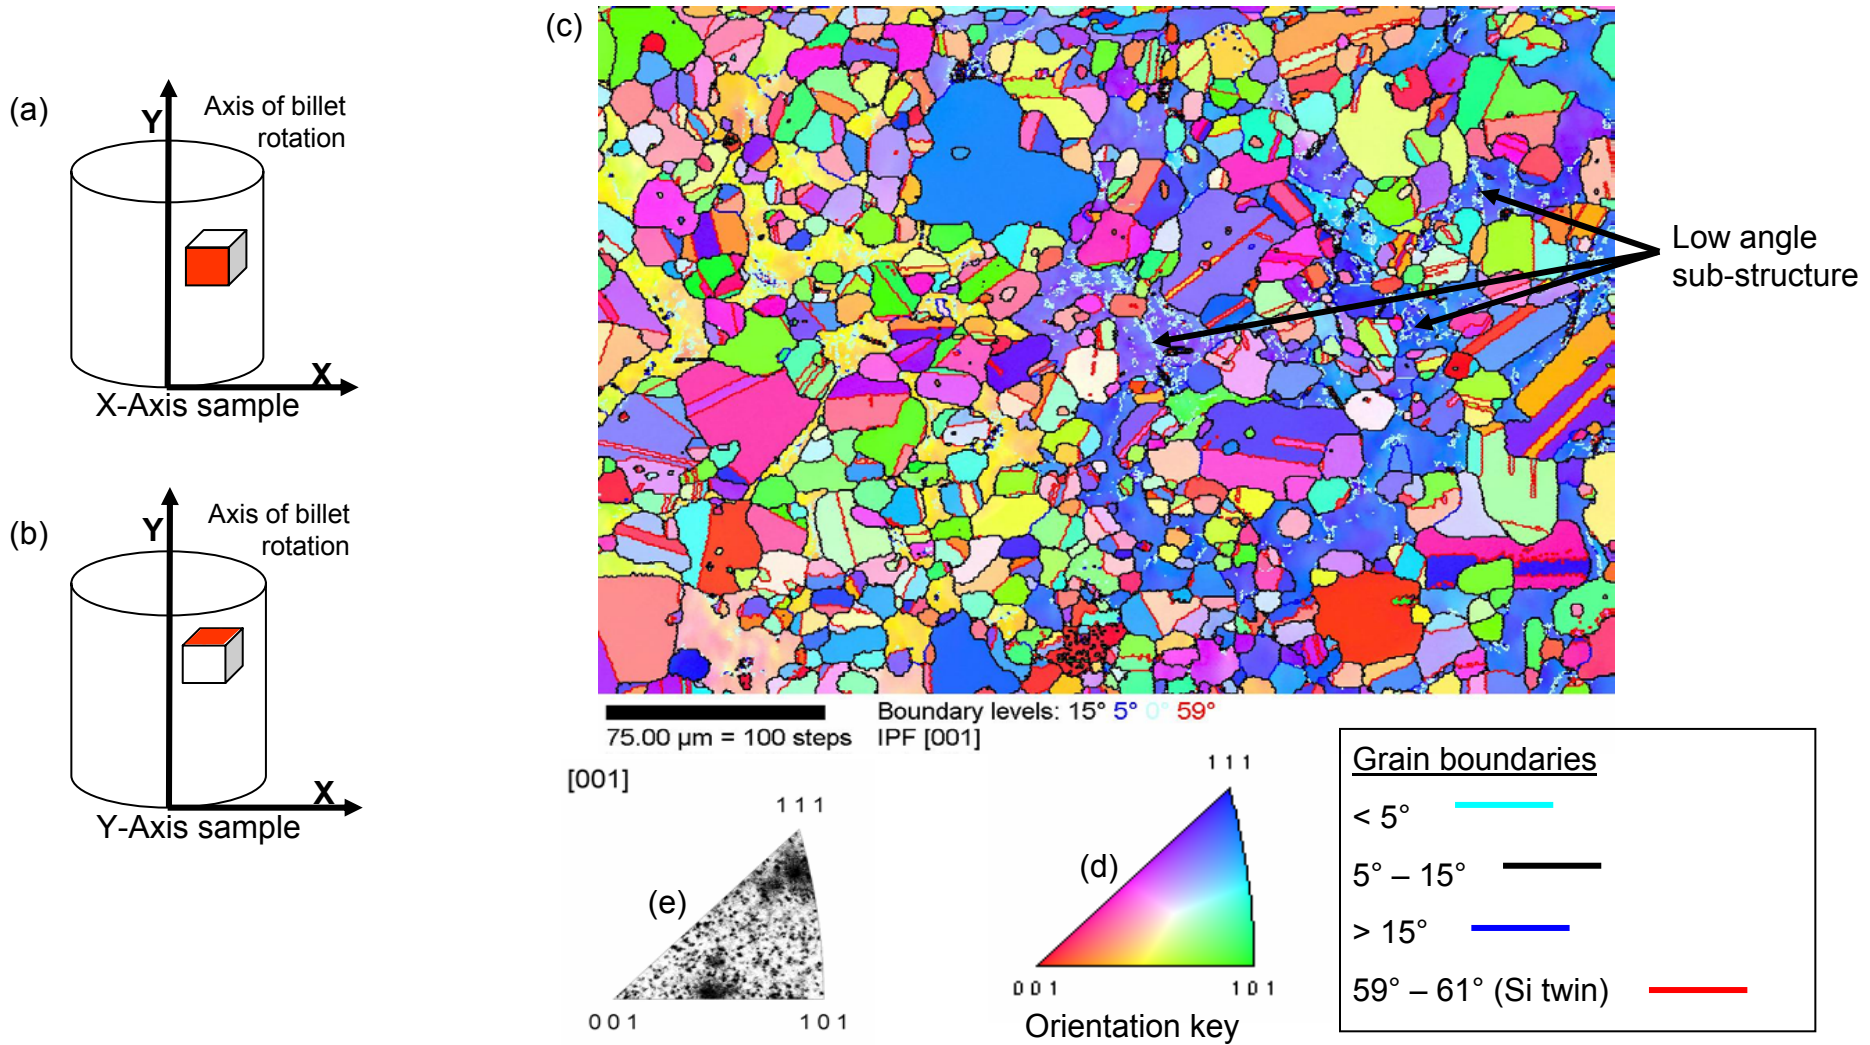 (a)
Y
Axis of billet
rotation
X
X-Axis sample
(b)
Y
Axis of billet
rotation
X
Y-Axis sample
(c)
Low angle
sub-structure
75.00 µm = 100 steps
Boundary levels: 15° 5° 0° 59°
IPF [001]
[001]
1 1 1
(e)
0 0 1
1 0 1
1 1 1
(d)
0 0 1
1 0 1
Orientation key
Grain boundaries
< 5°
5° – 15°
> 15°
59° – 61° (Si twin)